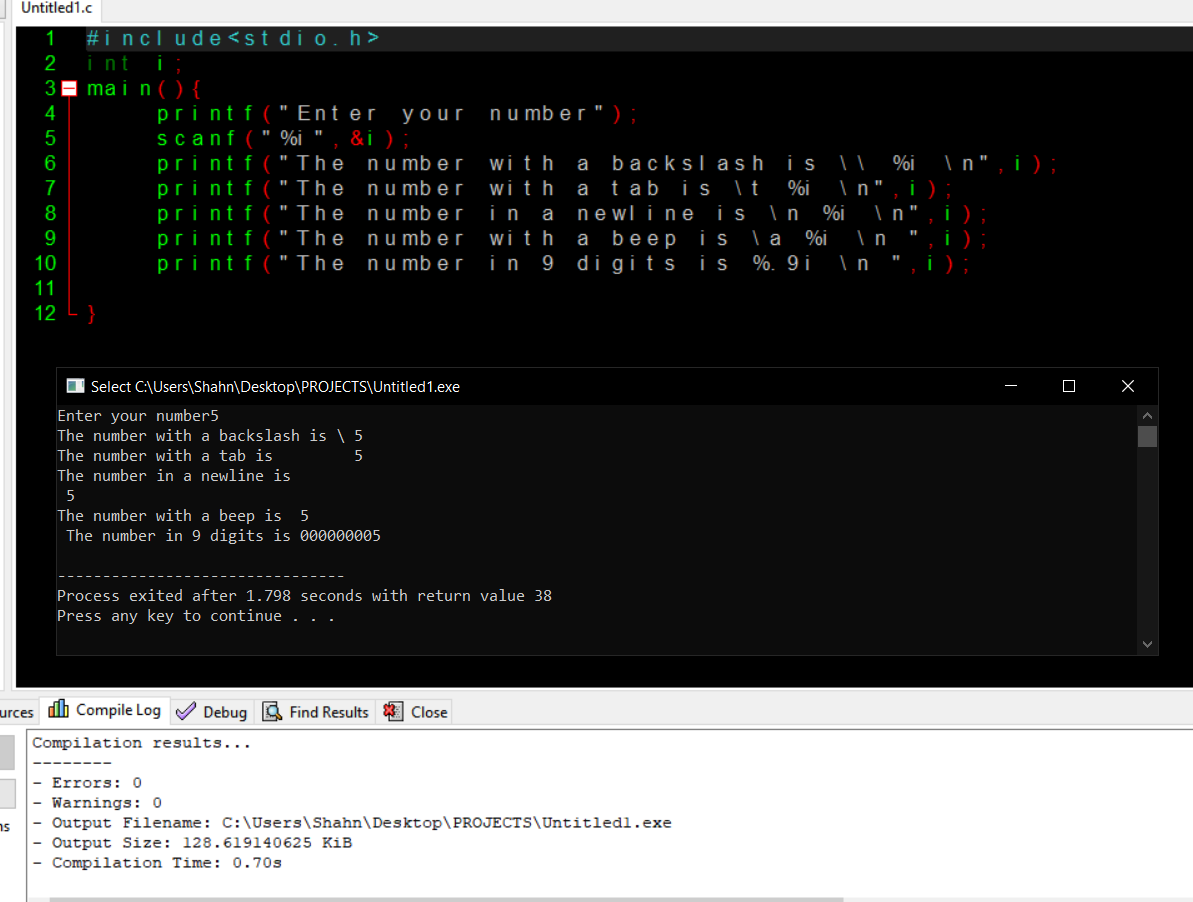 Untitled1.c
1 #include<stdio.h>
2 int i;
3 main(){
4 printf("Enter your number");
5 scanf("%i",&i);
6 printf("The number with a backslash is \\ %i \n",i);
7 printf("The number with a tab is \t %i \n",i);
8 printf("The number in a newline is \n %i \n",i);
9 printf("The number with a beep is \a %i \n ",i);
10 printf("The number in 9 digits is %.9i \n ",i);
11
12 }
Select C:\Users\Shahn\Desktop\PROJECTS\Untitled1.exe
Enter your number5
The number with a backslash is \ 5
The number with a tab is 5
The number in a newline is
5
The number with a beep is 5
The number in 9 digits is 000000005
--------------------------------
Process exited after 1.798 seconds with return value 38
Press any key to continue . . .
urces Compile Log Debug Find Results Close
Compilation results...
--------
- Errors: 0
- Warnings: 0
ns
- Output Filename: C:\Users\Shahn\Desktop\PROJECTS\Untitled1.exe
- Output Size: 128.619140625 KiB
- Compilation Time: 0.70s